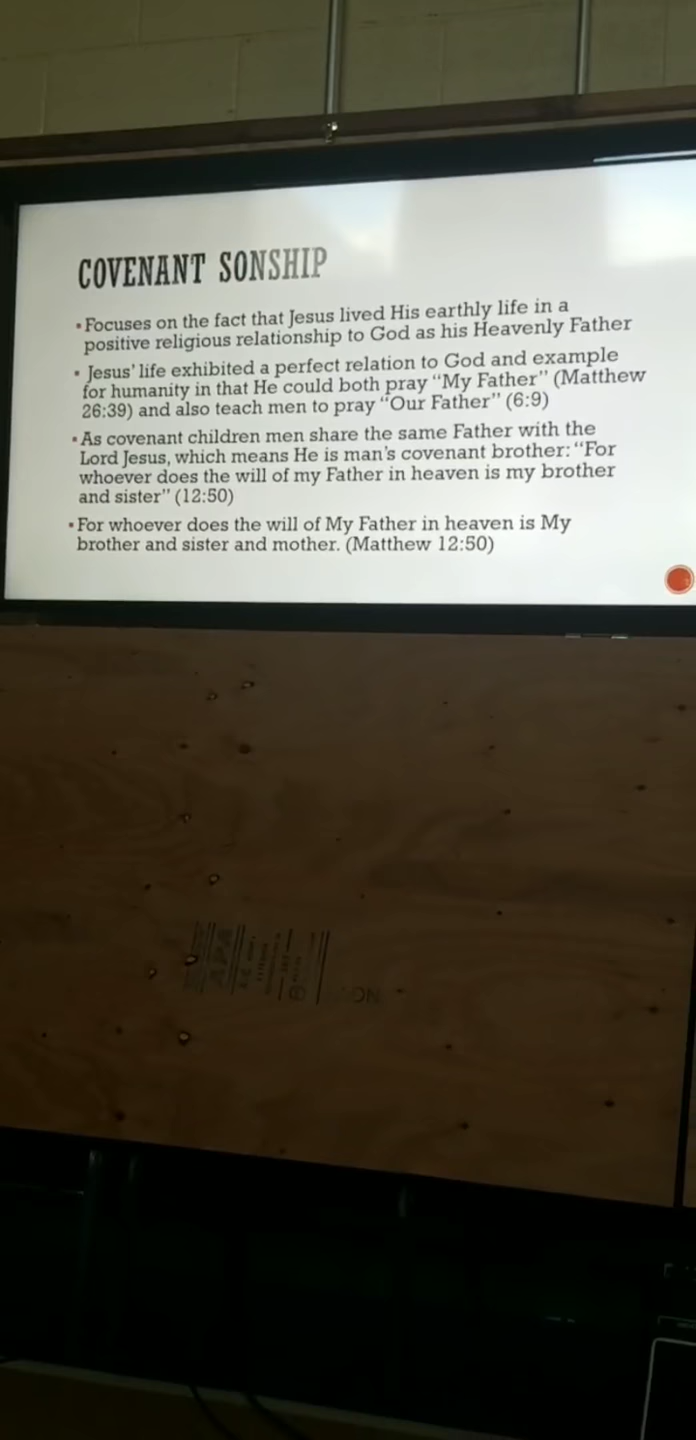 COVENANT SONSHIP
▪Focuses on the fact that Jesus lived His earthly life in a
positive religious relationship to God as his Heavenly Father
▪ Jesus' life exhibited a perfect relation to God and example
for humanity in that He could both pray “My Father” (Matthew
26:39) and also teach men to pray “Our Father” (6:9)
▪As covenant children men share the same Father with the
Lord Jesus, which means He is man's covenant brother: “For
whoever does the will of my Father in heaven is my brother
and sister” (12:50)
▪For whoever does the will of My Father in heaven is My
brother and sister and mother. (Matthew 12:50)
APA